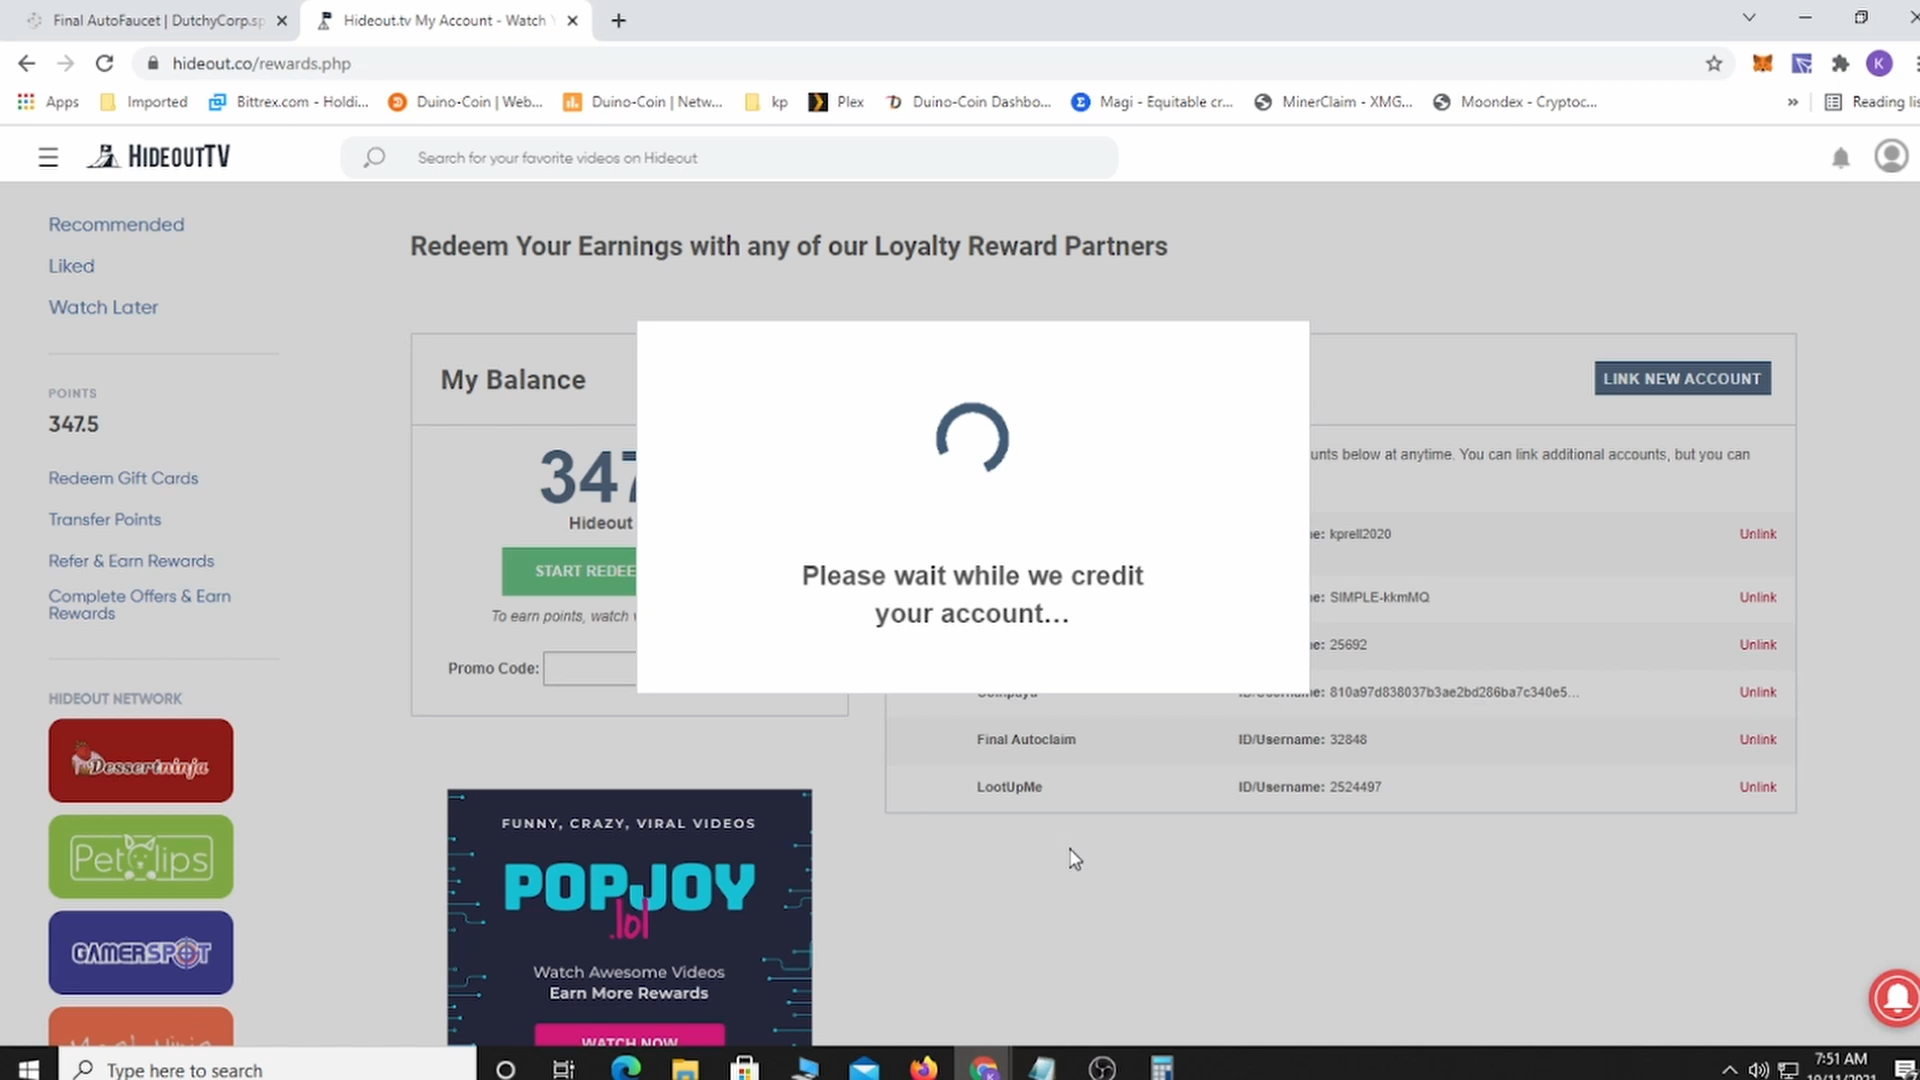 Final AutoFaucet | DutchyCorp.sp
Hideout.tv My Account - Watch
hideout.co/rewards.php
K
Apps
Imported
Bittrex.com - Holdi...
Duino-Coin | Web...
Duino-Coin | Netw...
kp
Plex
Duino-Coin Dashbo...
Magi - Equitable cr...
MinerClaim - XMG...
Moondex - Cryptoc...
»
Reading lis
HIDEOUTTV
Search for your favorite videos on Hideout
Recommended
Liked
Watch Later
POINTS
347.5
Redeem Gift Cards
Transfer Points
Refer & Earn Rewards
Complete Offers & Earn
Rewards
HIDEOUT NETWORK
Dessertninja
PetClips
GAMERSPOT
Redeem Your Earnings with any of our Loyalty Reward Partners
My Balance
347
Hideout
START REDEE
To earn points, watch
Promo Code:
Please wait while we credit
your account...
LINK NEW ACCOUNT
unts below at anytime. You can link additional accounts, but you can
e: kprell2020 Unlink
e: SIMPLE-kkmMQ Unlink
e: 25692 Unlink
ID/Username: 810a97d838037b3ae2bd286ba7c340e5... Unlink
Final Autoclaim ID/Username: 32848 Unlink
LootUpMe ID/Username: 2524497 Unlink
FUNNY, CRAZY, VIRAL VIDEOS
POPJOY
.lol
Watch Awesome Videos
Earn More Rewards
WATCH NOW
Type here to search
7:51 AM
10/11/2021